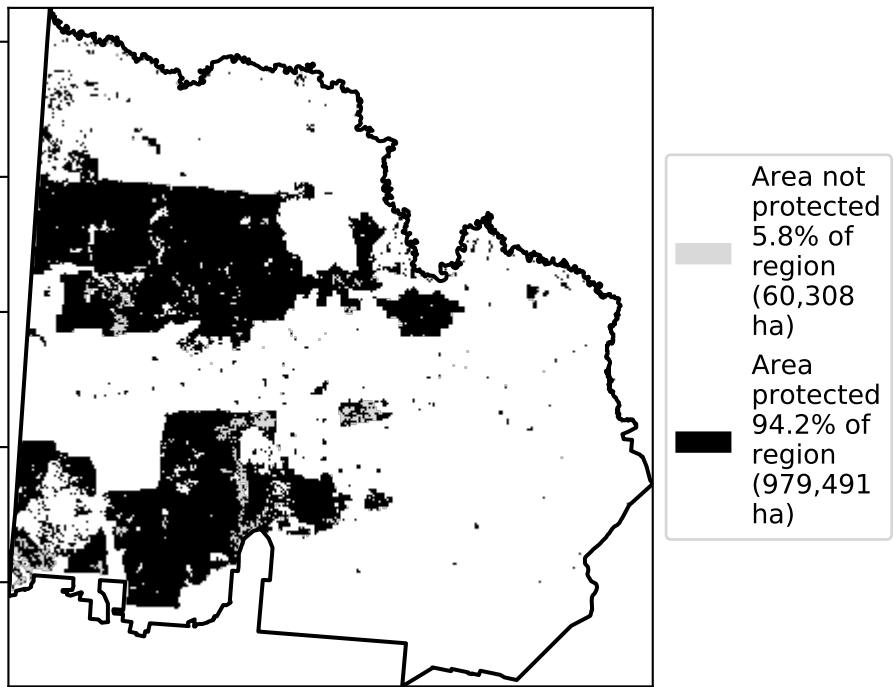 Area not
protected
5.8% of
region
(60,308
ha)
Area
protected
94.2% of
region
(979,491
ha)